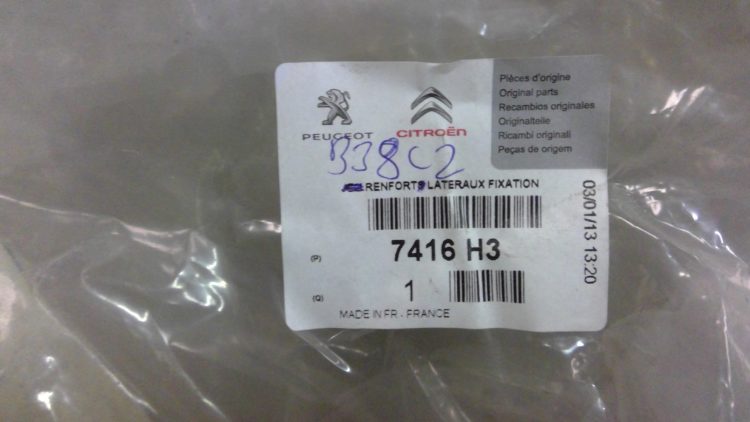 PEUGEOT CITROËN
Pièces d'origine
Original parts
Recambios originales
Originalteile
Ricambi originali
Peças de origem
B38C2
RENFORTS LATERAUX FIXATION
(P) 7416 H3
(Q) 1
MADE IN FR - FRANCE
03/01/13 13:20